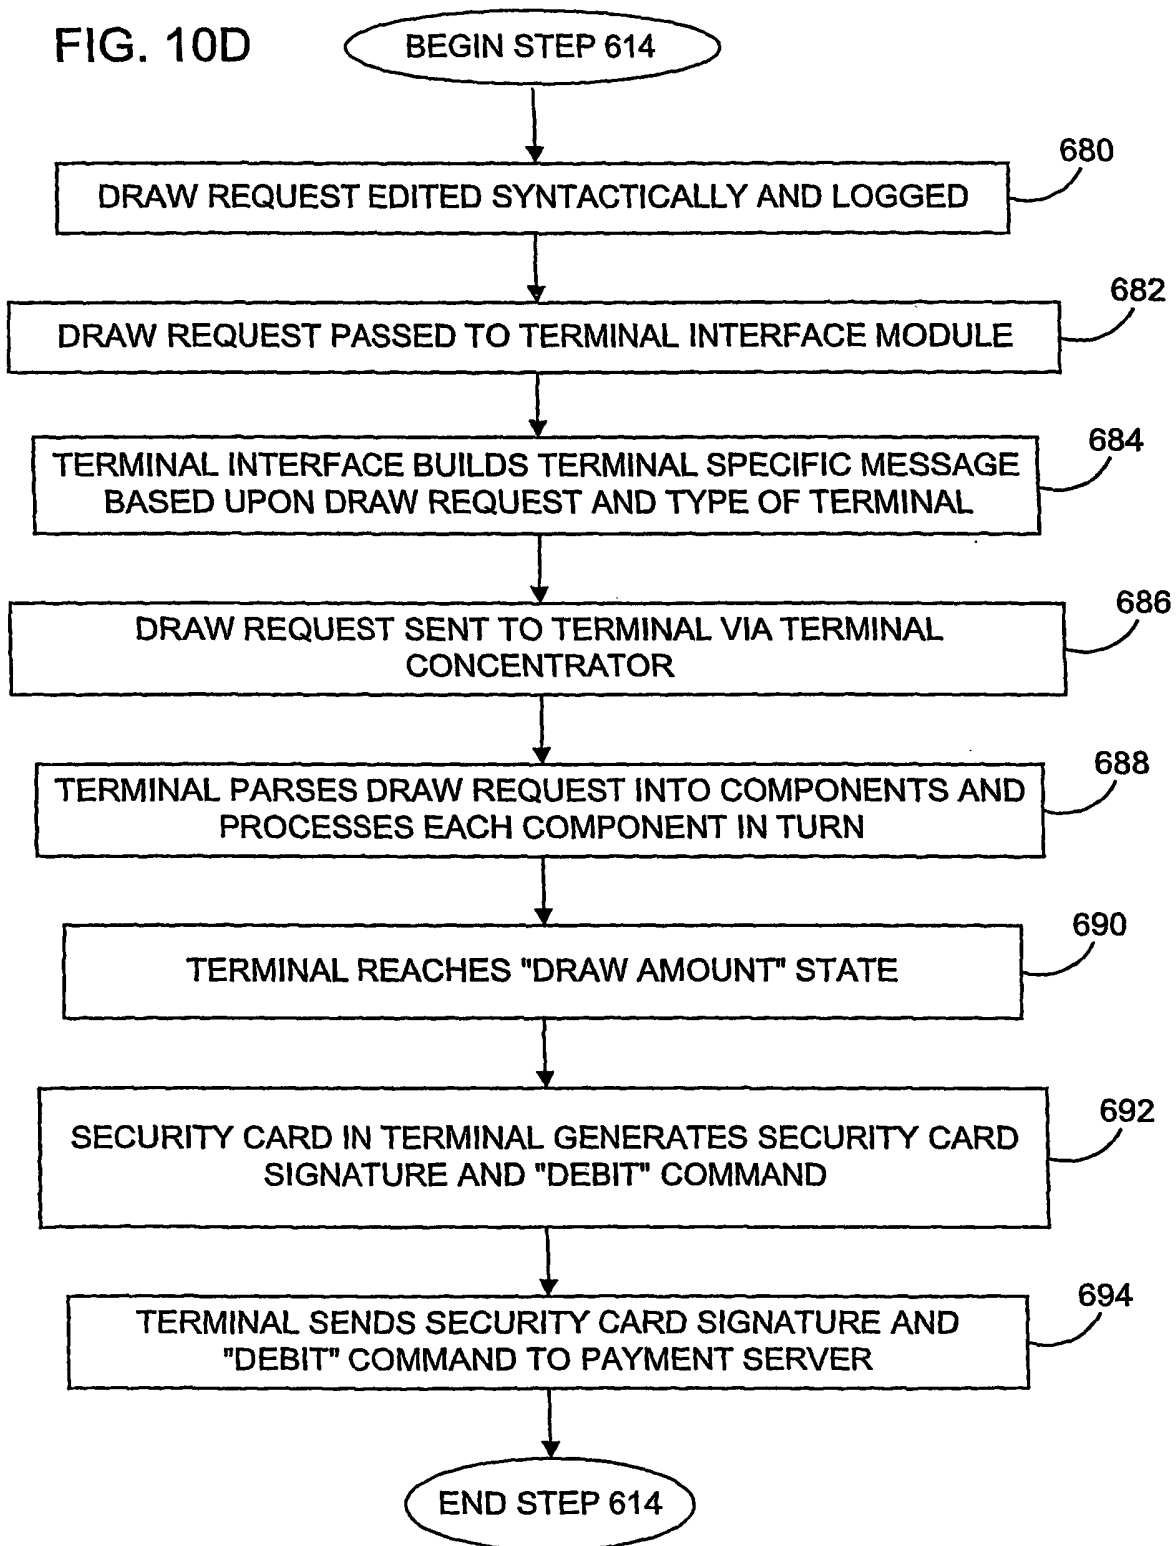 FIG. 10D
BEGIN STEP 614
680
DRAW REQUEST EDITED SYNTACTICALLY AND LOGGED
682
DRAW REQUEST PASSED TO TERMINAL INTERFACE MODULE
684
TERMINAL INTERFACE BUILDS TERMINAL SPECIFIC MESSAGE
BASED UPON DRAW REQUEST AND TYPE OF TERMINAL
686
DRAW REQUEST SENT TO TERMINAL VIA TERMINAL
CONCENTRATOR
688
TERMINAL PARSES DRAW REQUEST INTO COMPONENTS AND
PROCESSES EACH COMPONENT IN TURN
690
TERMINAL REACHES "DRAW AMOUNT" STATE
692
SECURITY CARD IN TERMINAL GENERATES SECURITY CARD
SIGNATURE AND "DEBIT" COMMAND
694
TERMINAL SENDS SECURITY CARD SIGNATURE AND
"DEBIT" COMMAND TO PAYMENT SERVER
END STEP 614